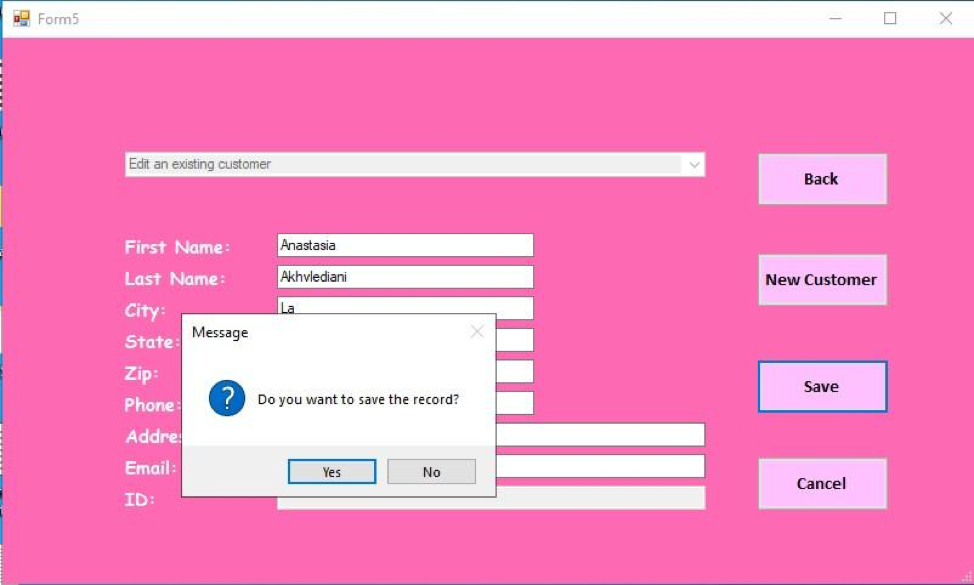 Form5
Edit an existing customer
Back
First Name: Anastasia
Last Name: Akhvlediani
New Customer
City: La
State:
Message
Zip:
Do you want to save the record?
Save
Phone:
Email:
Yes
No
Cancel
ID: